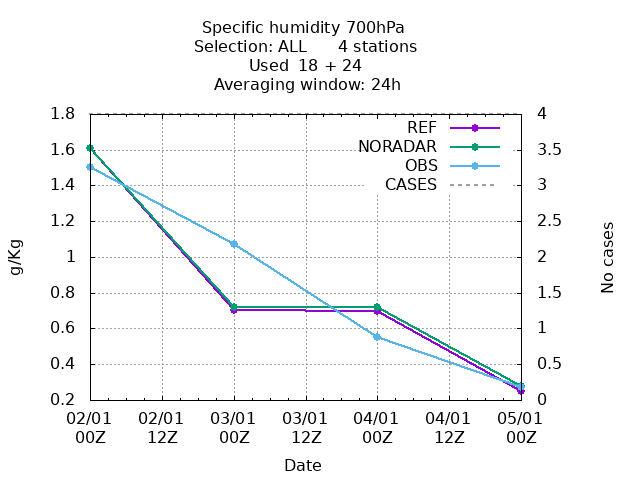 Specific humidity 700hPa
Selection: ALL      4 stations
Used  18 + 24
Averaging window: 24h
1.8
1.6
1.4
1.2
1
0.8
0.6
0.4
0.2
g/Kg
4
3.5
3
2.5
2
1.5
1
0.5
0
No cases
REF
NORADAR
OBS
CASES
02/01 02/01 03/01 03/01 04/01 04/01 05/01
00Z 12Z 00Z 12Z 00Z 12Z 00Z
Date